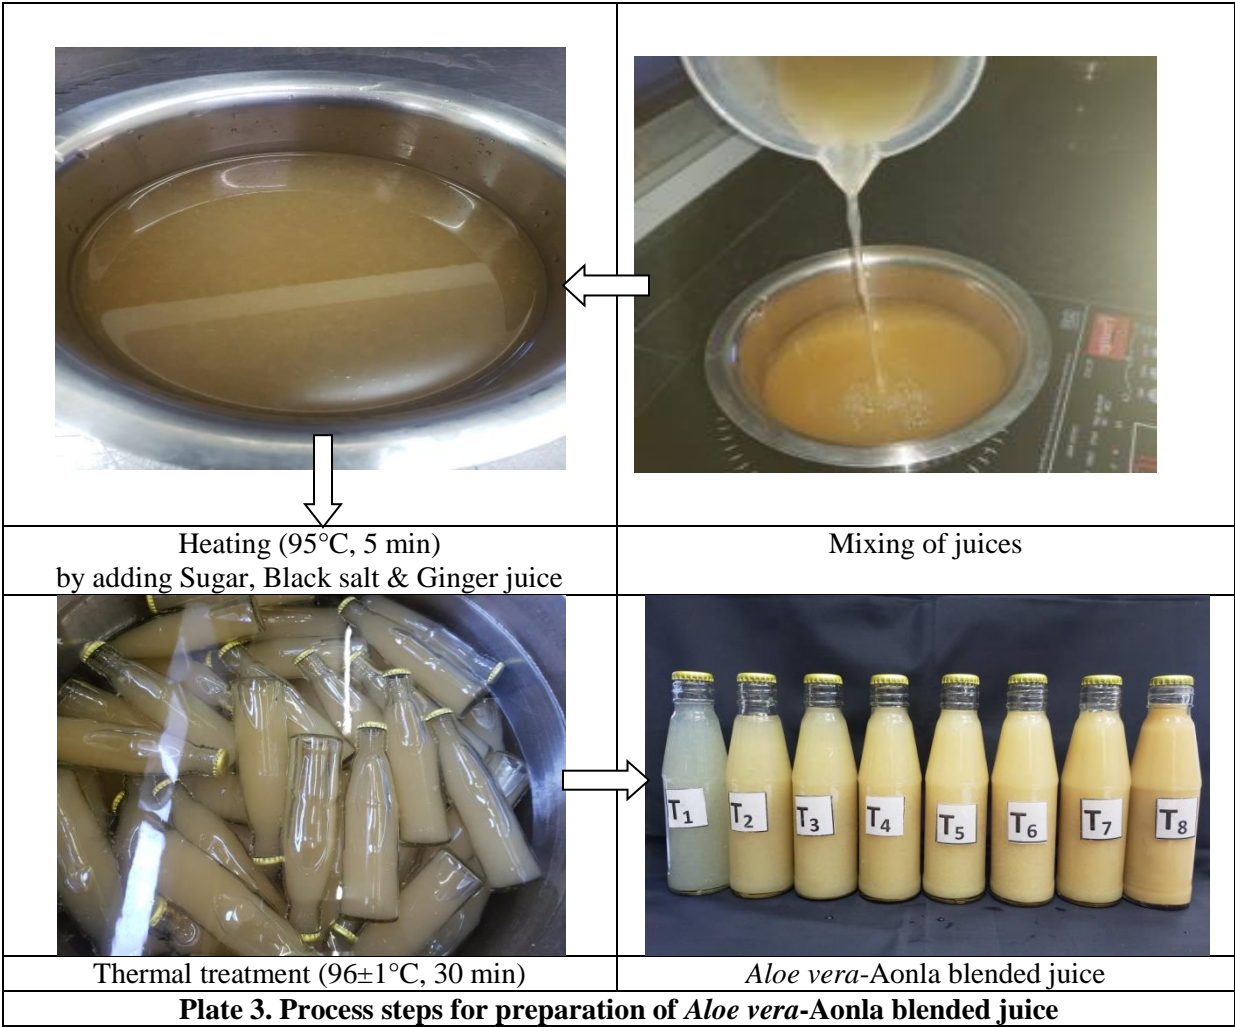 Heating (95°C, 5 min)
by adding Sugar, Black salt & Ginger juice
Mixing of juices
T1
T2
T3
T4
T5
T6
T7
T8
Thermal treatment (96±1°C, 30 min)
Aloe vera-Aonla blended juice
Plate 3. Process steps for preparation of Aloe vera-Aonla blended juice